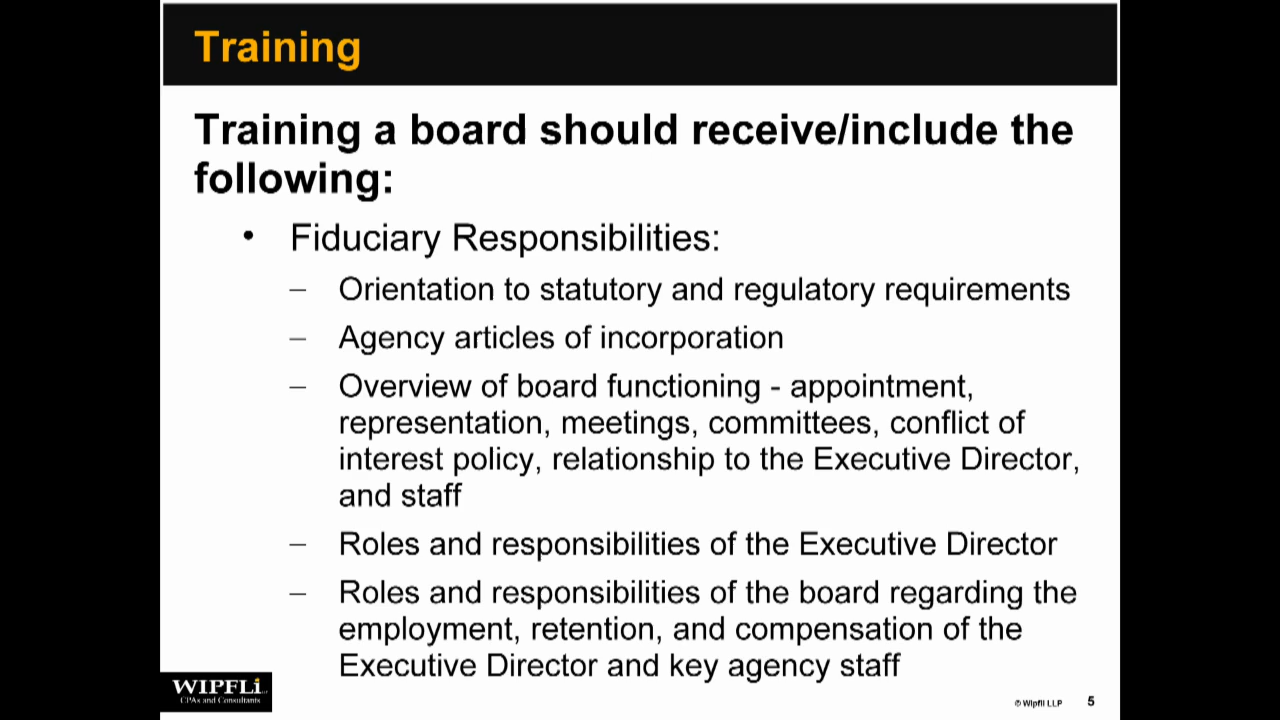 Training
Training a board should receive/include the
following:
• Fiduciary Responsibilities:
– Orientation to statutory and regulatory requirements
– Agency articles of incorporation
– Overview of board functioning - appointment,
representation, meetings, committees, conflict of
interest policy, relationship to the Executive Director,
and staff
– Roles and responsibilities of the Executive Director
– Roles and responsibilities of the board regarding the
employment, retention, and compensation of the
Executive Director and key agency staff
WIPFLi
CPAs and Consultants
© Wipfli LLP 5